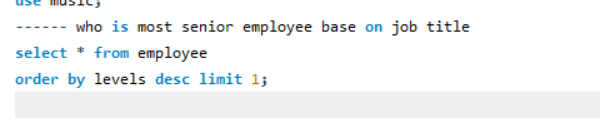 use music;
------ who is most senior employee base on job title
select * from employee
order by levels desc limit 1;